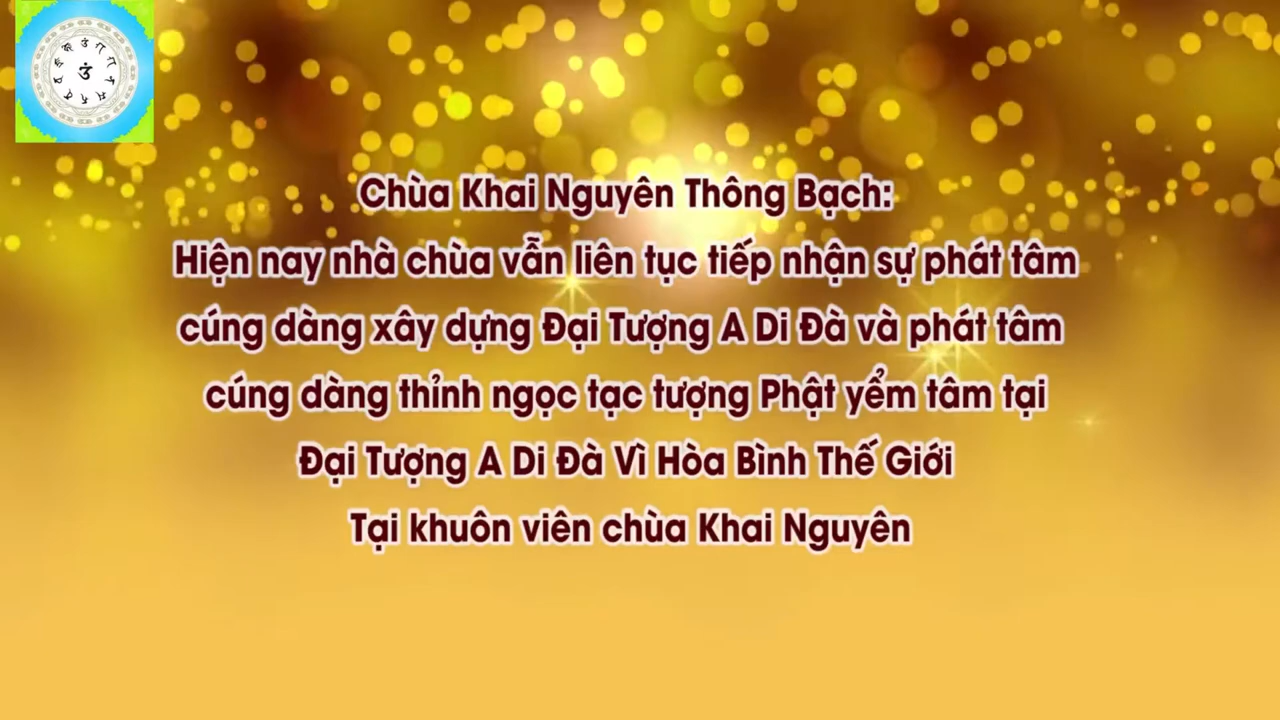 Chùa Khai Nguyên Thông Bạch:
Hiện nay nhà chùa vẫn liên tục tiếp nhận sự phát tâm
cúng dàng xây dựng Đại Tượng A Di Đà và phát tâm
cúng dàng thỉnh ngọc tạc tượng Phật yểm tâm tại
Đại Tượng A Di Đà Vì Hòa Bình Thế Giới
Tại khuôn viên chùa Khai Nguyên